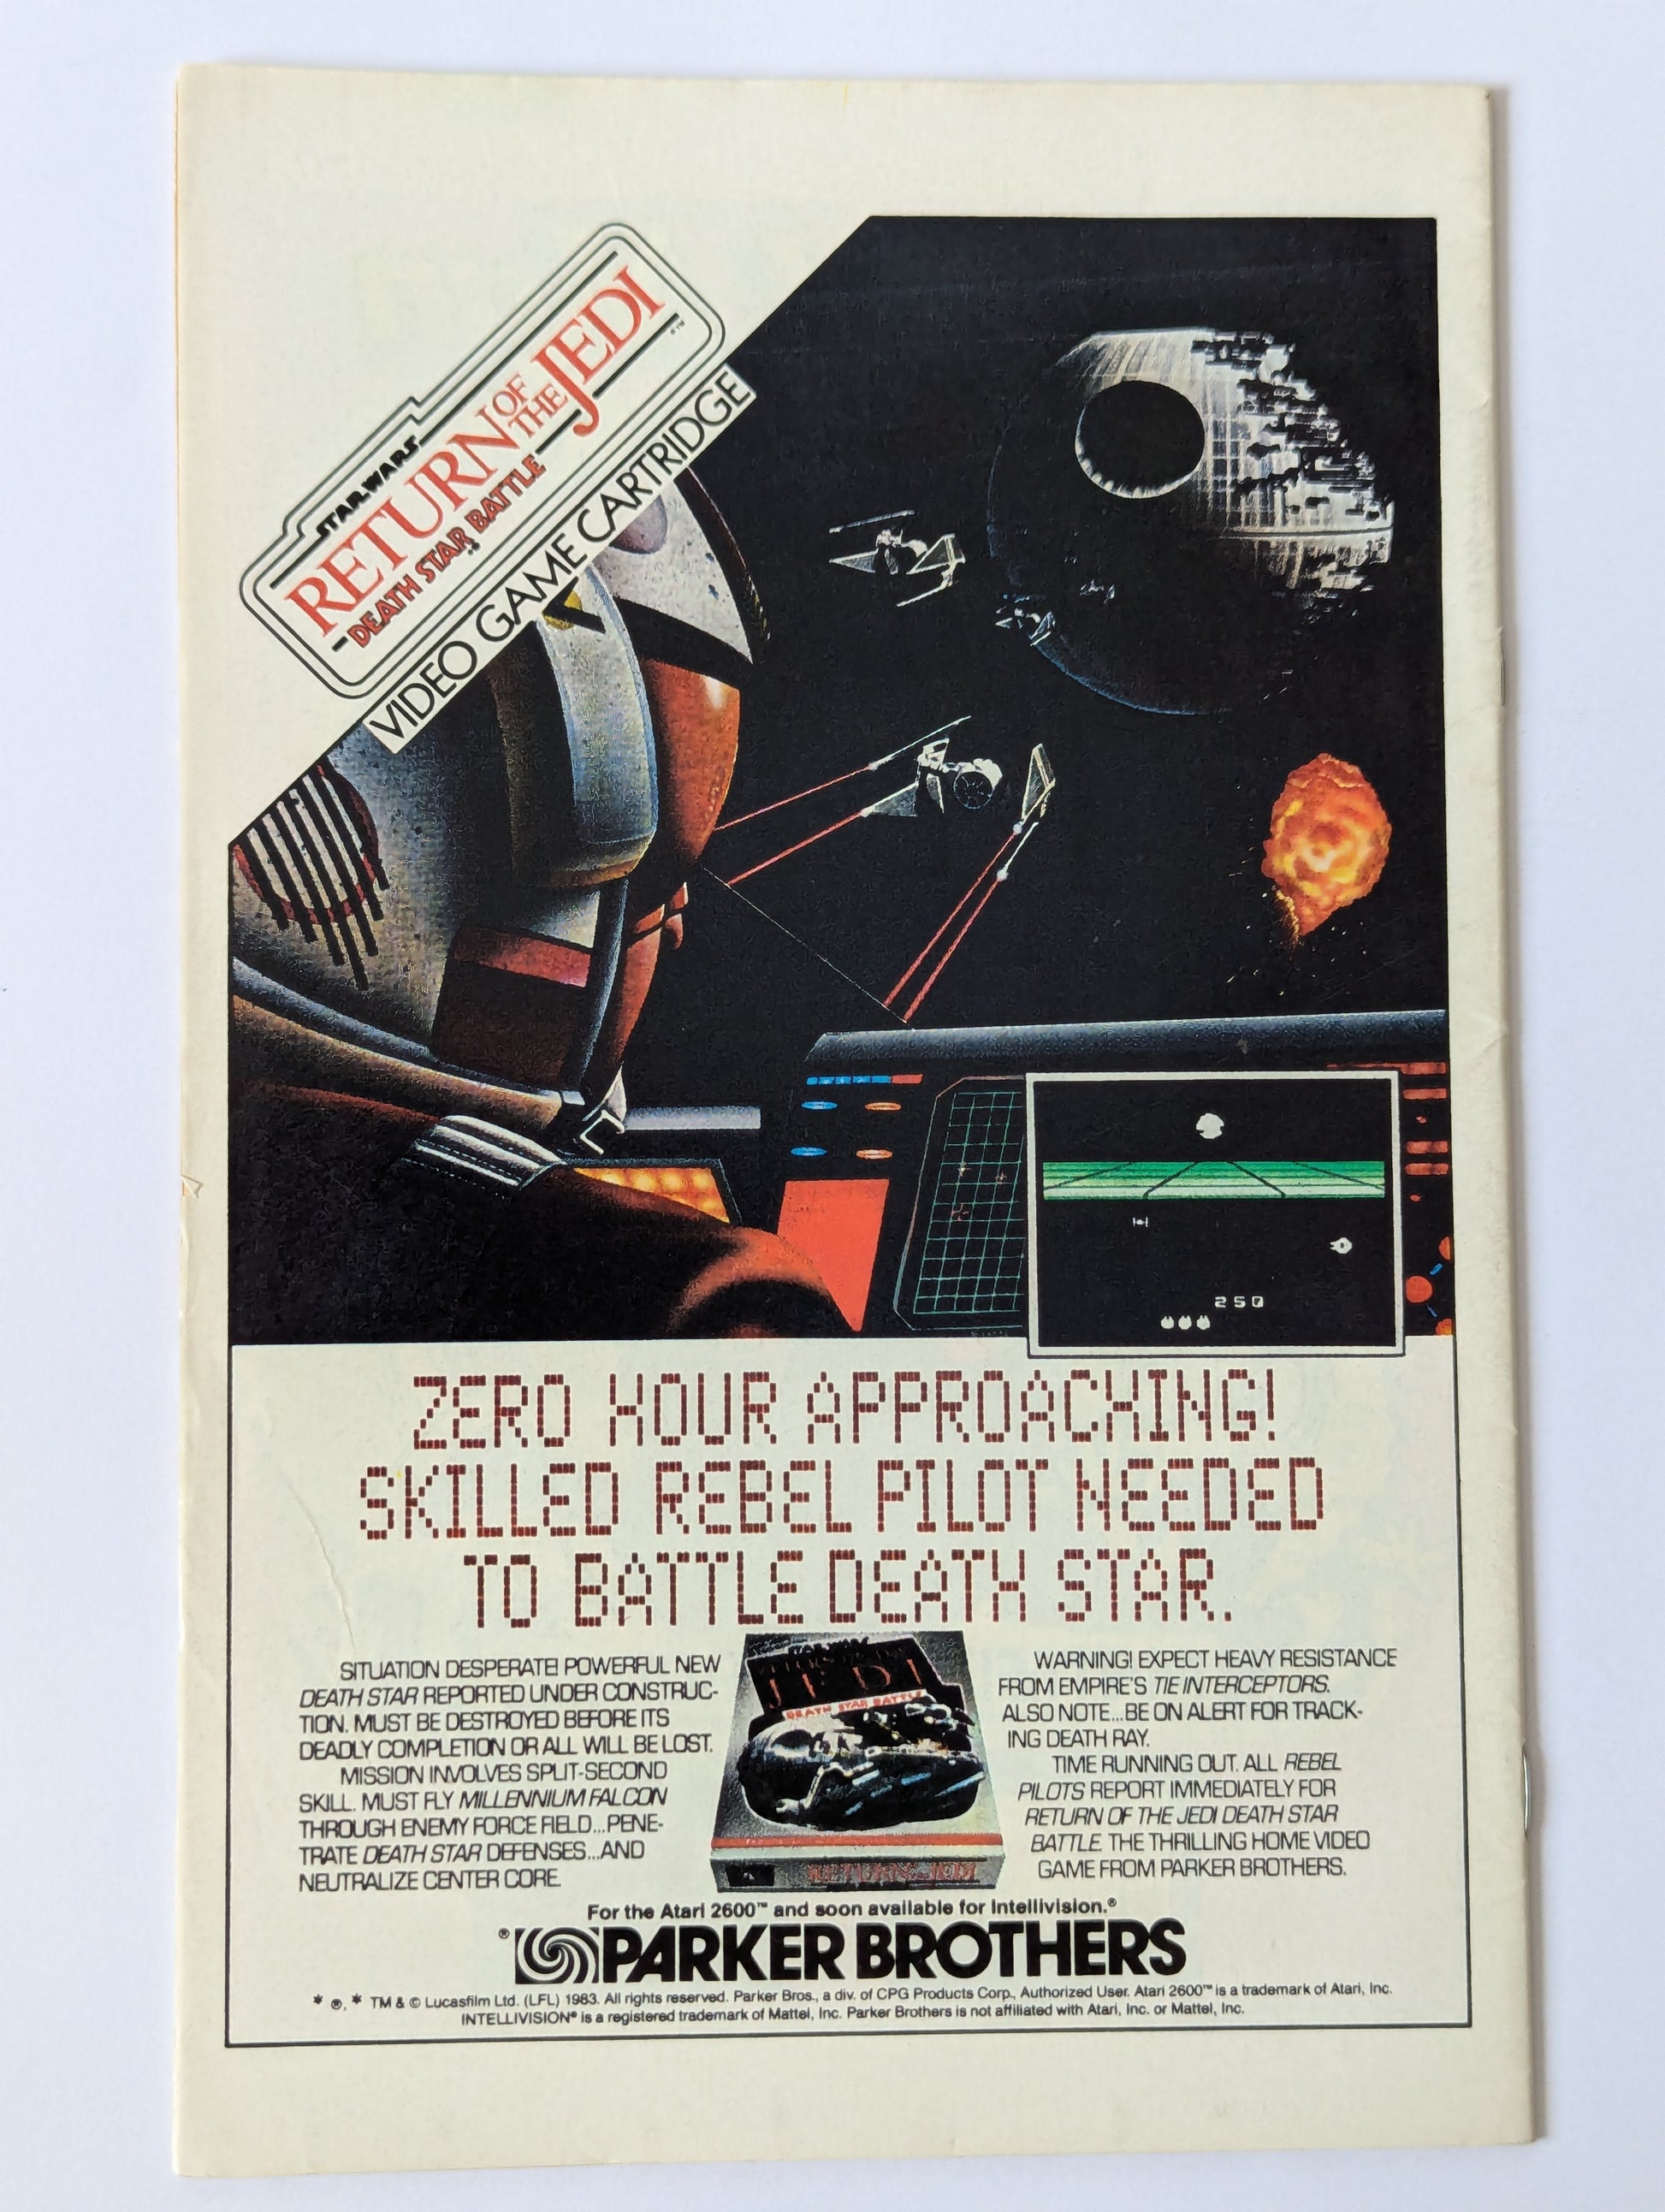 STAR WARS
RETURN OF THE JEDI
DEATH STAR BATTLE
VIDEO GAME CARTRIDGE
250
ZERO HOUR APPROACHING!
SKILLED REBEL PILOT NEEDED
TO BATTLE DEATH STAR.
SITUATION DESPERATE! POWERFUL NEW
DEATH STAR REPORTED UNDER CONSTRUC-
TION. MUST BE DESTROYED BEFORE ITS
DEADLY COMPLETION OR ALL WILL BE LOST.
MISSION INVOLVES SPLIT-SECOND
SKILL. MUST FLY MILLENNIUM FALCON
THROUGH ENEMY FORCE FIELD...PENE-
TRATE DEATH STAR DEFENSES...AND
NEUTRALIZE CENTER CORE.
JEDI
DEATH STAR BATTLE
RETURN OF THE JEDI
WARNING! EXPECT HEAVY RESISTANCE
FROM EMPIRE'S TIE INTERCEPTORS.
ALSO NOTE...BE ON ALERT FOR TRACK-
ING DEATH RAY.
TIME RUNNING OUT. ALL REBEL
PILOTS REPORT IMMEDIATELY FOR
RETURN OF THE JEDI DEATH STAR
BATTLE. THE THRILLING HOME VIDEO
GAME FROM PARKER BROTHERS.
For the Atari 2600™ and soon available for Intellivision.®
® PARKER BROTHERS
* ®, * TM & © Lucasfilm Ltd. (LFL) 1983. All rights reserved. Parker Bros., a div. of CPG Products Corp., Authorized User. Atari 2600™ is a trademark of Atari, Inc.
INTELLIVISION® is a registered trademark of Mattel, Inc. Parker Brothers is not affiliated with Atari, Inc. or Mattel, Inc.